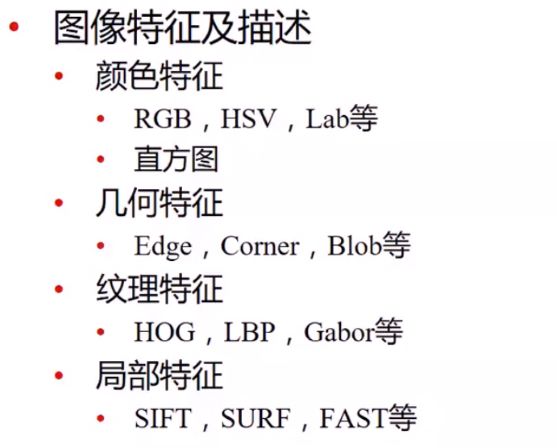 图像特征及描述
颜色特征
RGB，HSV，Lab等
直方图
几何特征
Edge，Corner，Blob等
纹理特征
HOG，LBP，Gabor等
局部特征
SIFT，SURF，FAST等